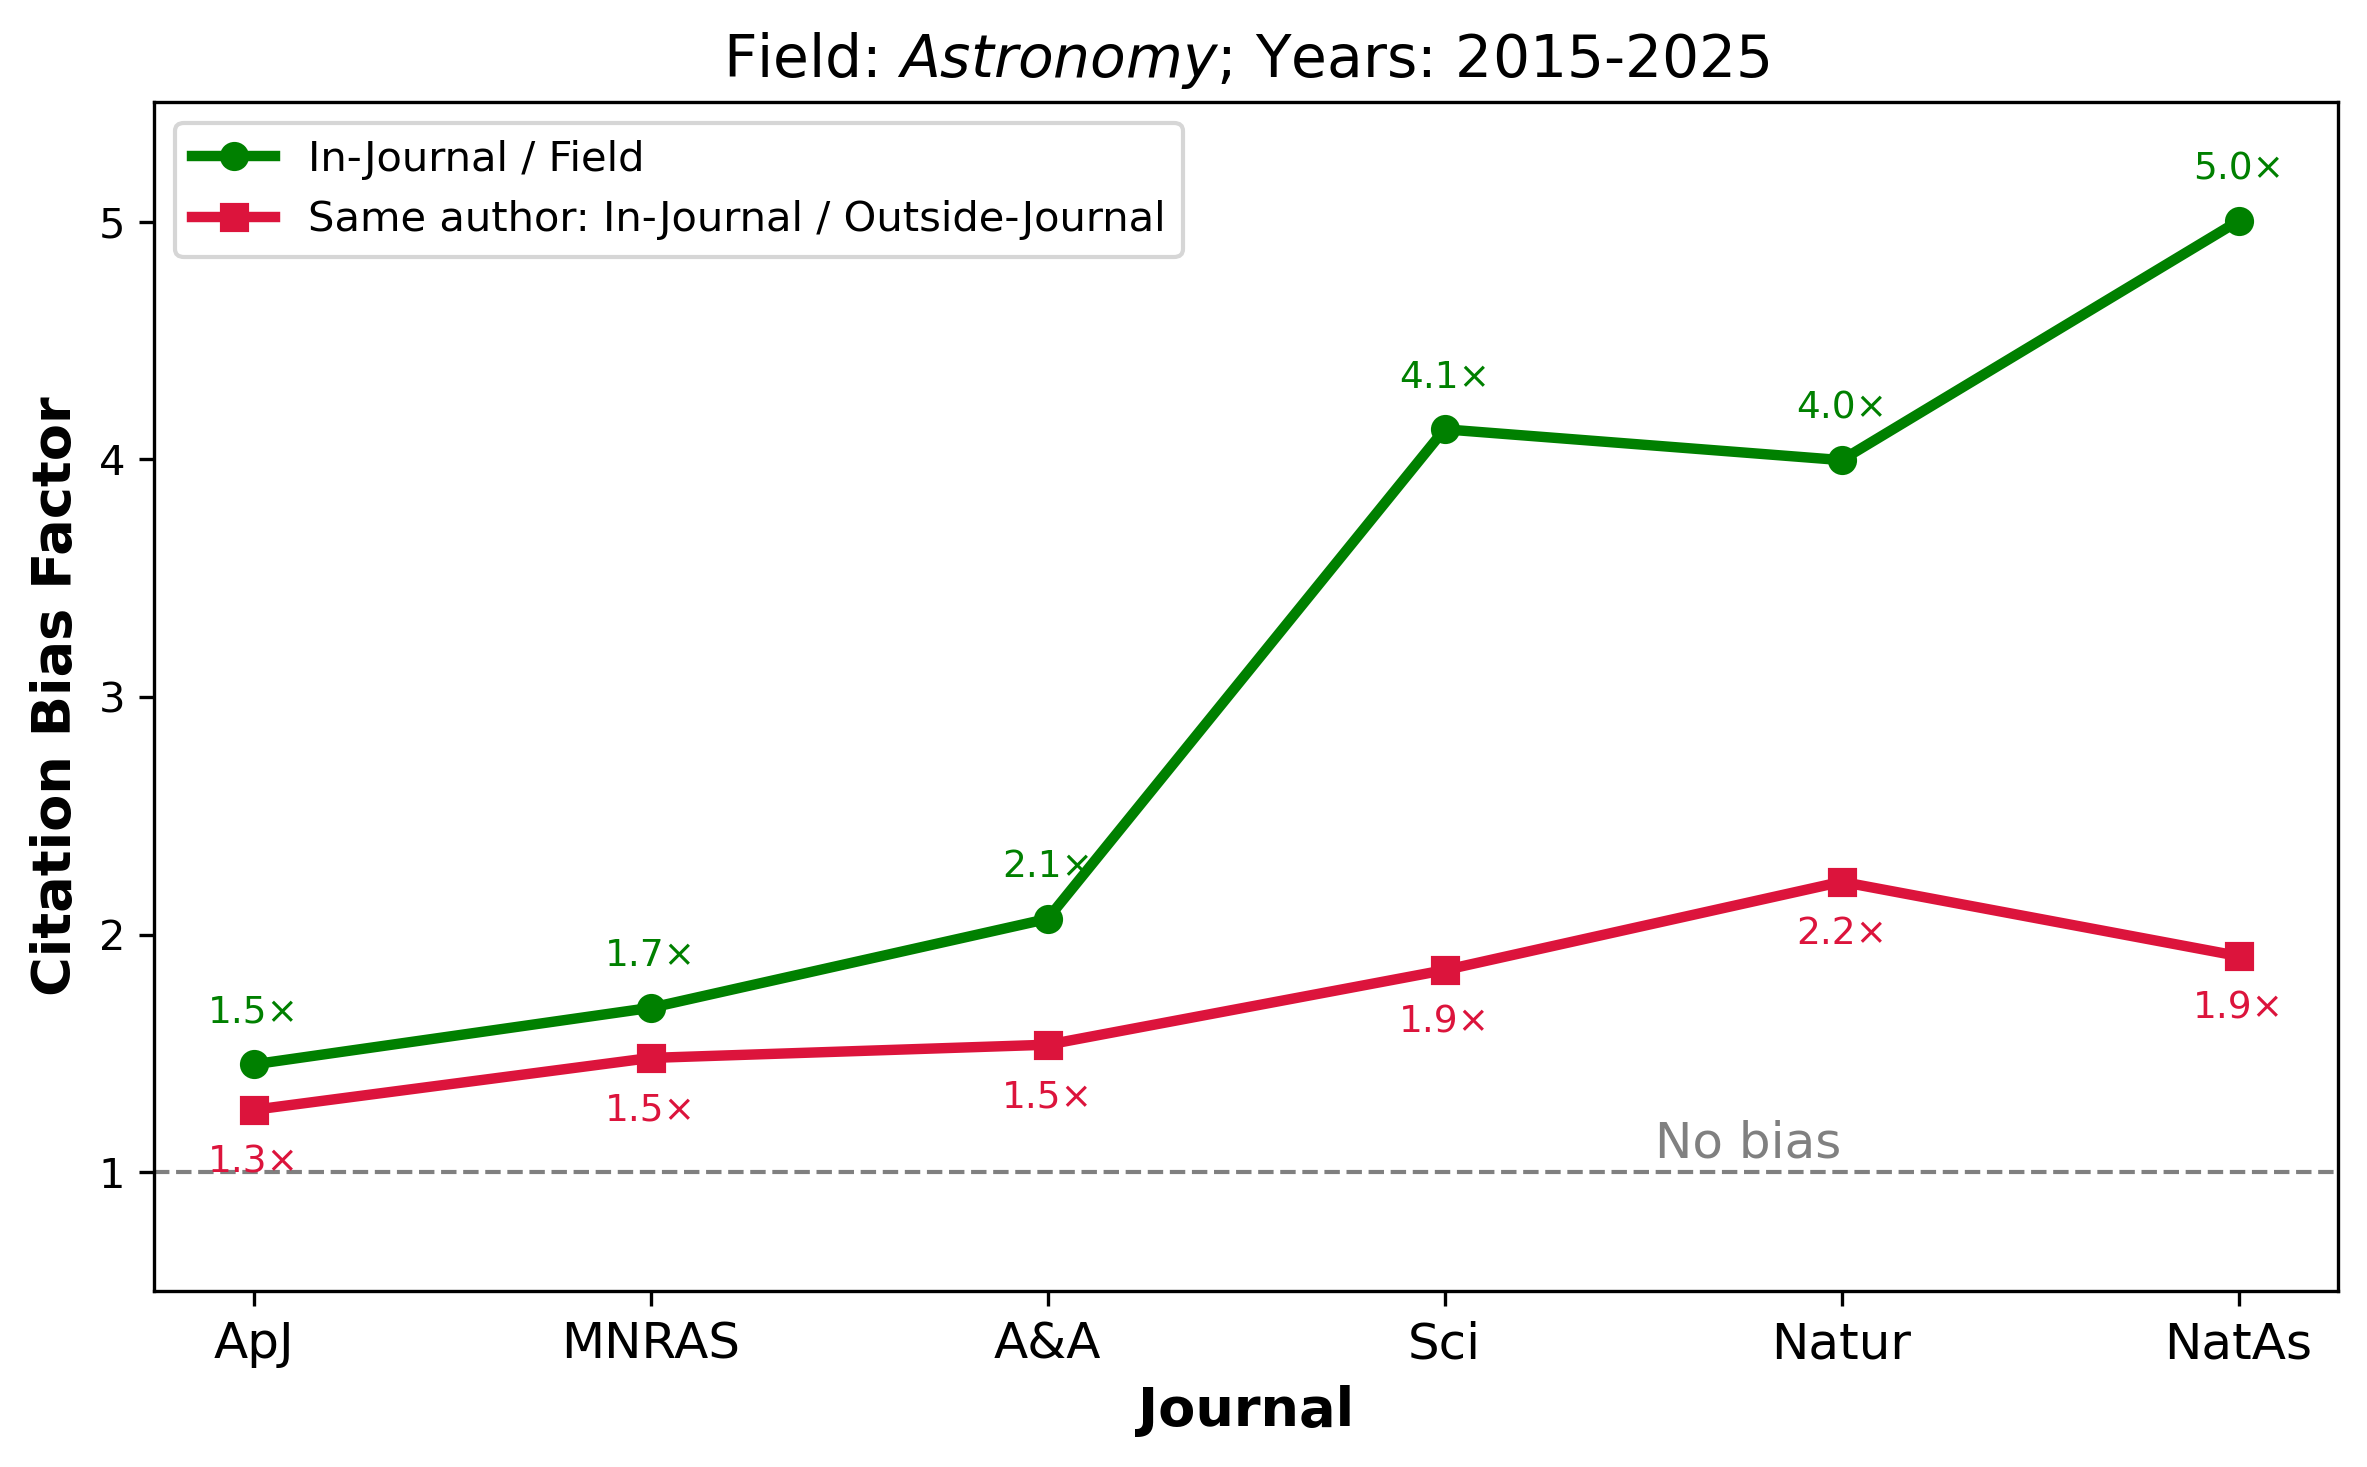 Field: Astronomy; Years: 2015-2025
In-Journal / Field
Same author: In-Journal / Outside-Journal
Citation Bias Factor
5
4
3
2
1
1.5×
1.7×
2.1×
4.1×
4.0×
5.0×
1.3×
1.5×
1.5×
1.9×
2.2×
1.9×
No bias
ApJ
MNRAS
A&A
Sci
Natur
NatAs
Journal